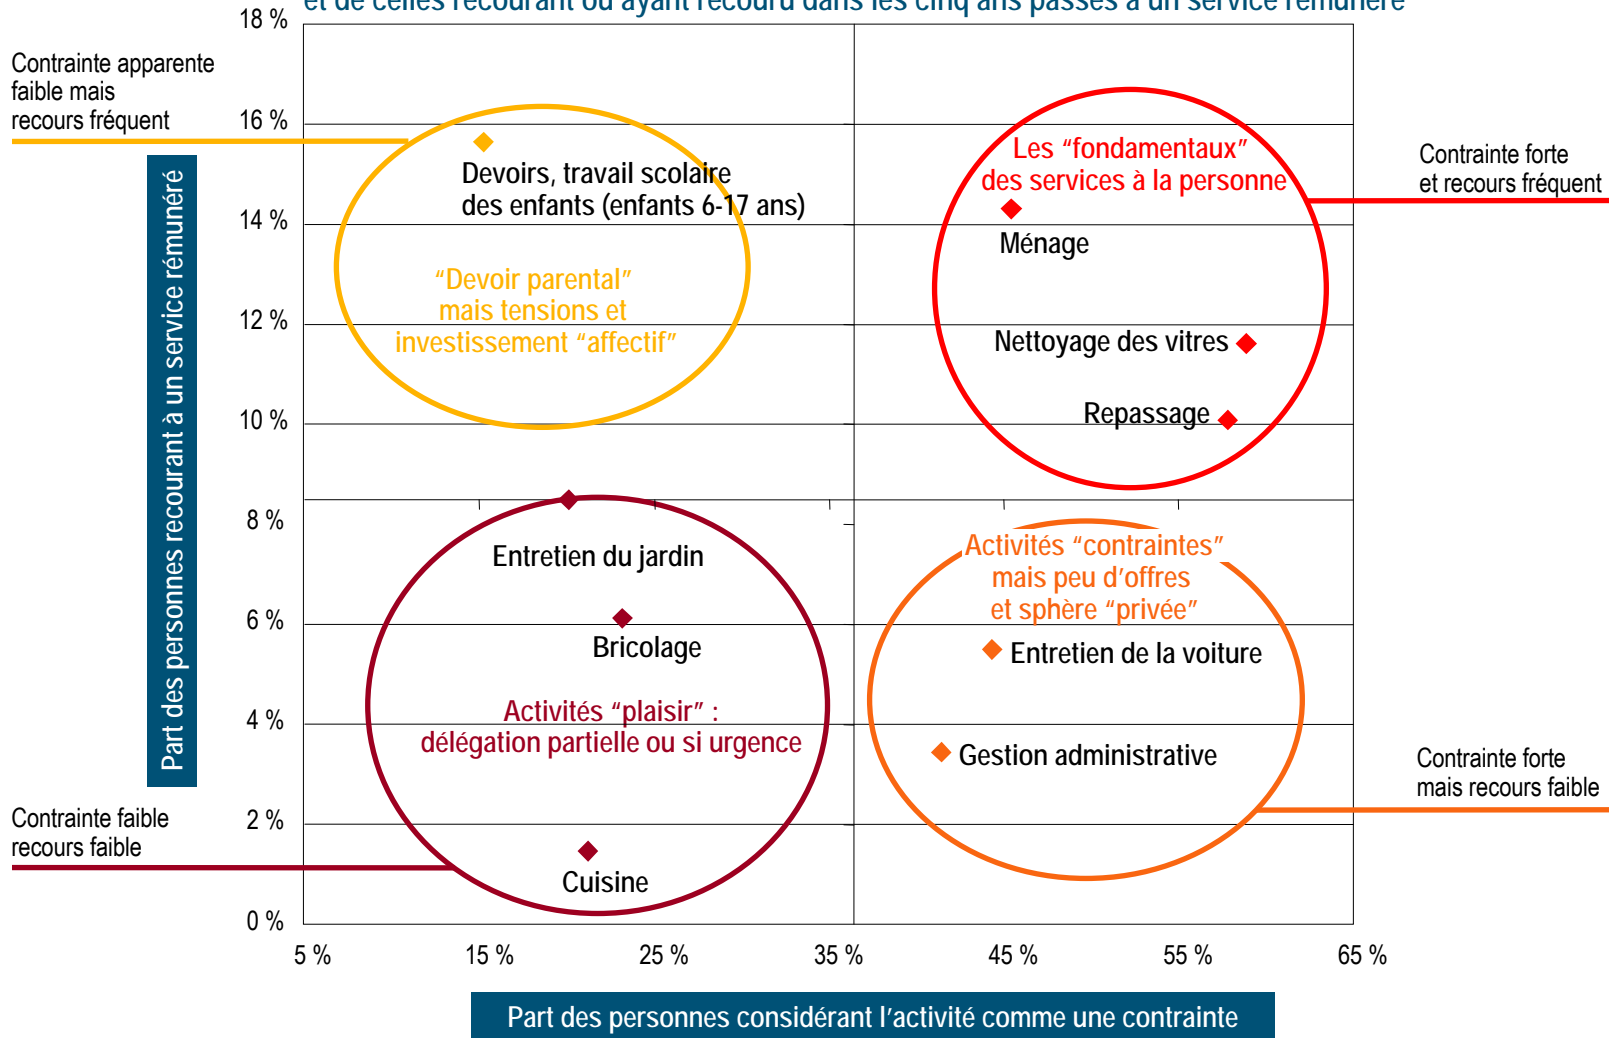 et de celles recourant ou ayant recouru dans les cinq ans passés à un service rémunéré
18 %
16 %
14 %
12 %
10 %
8 %
6 %
4 %
2 %
0 %
Part des personnes recourant à un service rémunéré
Contrainte apparente
faible mais
recours fréquent
Devoirs, travail scolaire
des enfants (enfants 6-17 ans)
“Devoir parental”
mais tensions et
investissement “affectif”
Les “fondamentaux”
des services à la personne
Ménage
Nettoyage des vitres
Repassage
Contrainte forte
et recours fréquent
Entretien du jardin
Bricolage
Activités “plaisir” :
délégation partielle ou si urgence
Cuisine
Contrainte faible
recours faible
Activités “contraintes”
mais peu d’offres
et sphère “privée”
Entretien de la voiture
Gestion administrative
Contrainte forte
mais recours faible
5 %
15 %
25 %
35 %
45 %
55 %
65 %
Part des personnes considérant l’activité comme une contrainte